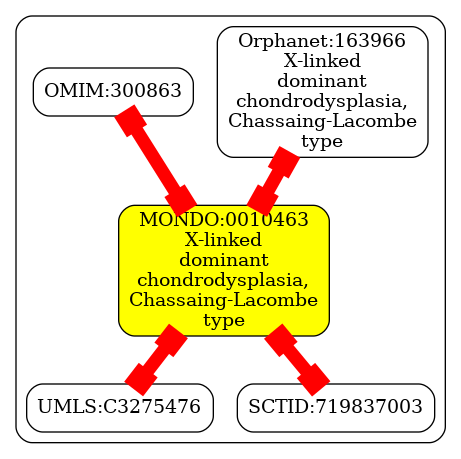 OMIM:300863
Orphanet:163966
X-linked
dominant
chondrodysplasia,
Chassaing-Lacombe
type
MONDO:0010463
X-linked
dominant
chondrodysplasia,
Chassaing-Lacombe
type
UMLS:C3275476
SCTID:719837003